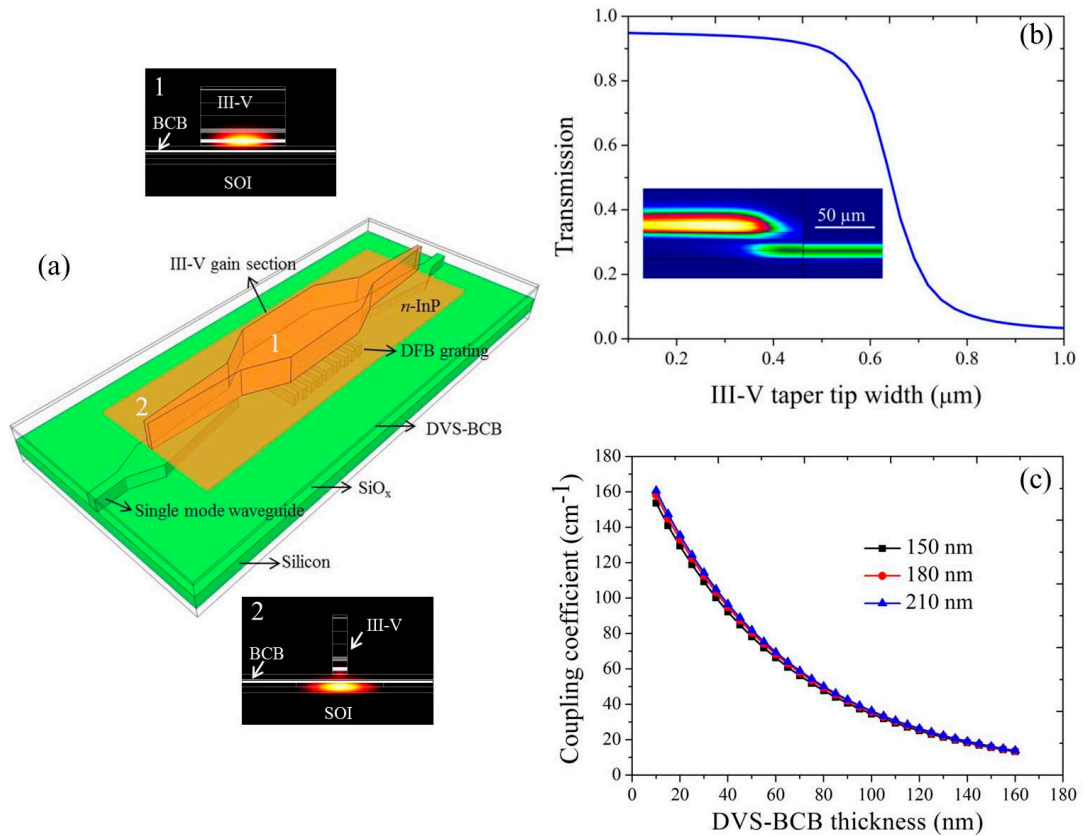 1
III-V
BCB
SOI
(a)
III-V gain section
n-InP
DFB grating
1
2
DVS-BCB
SiOx
Single mode waveguide
Silicon
2
III-V
BCB
SOI
(b)
1.0
0.8
0.6
0.4
0.2
0.0
Transmission
50 μm
0.2 0.4 0.6 0.8 1.0
III-V taper tip width (μm)
(c)
180
160
140
120
100
80
60
40
20
0
Coupling coefficient (cm⁻¹)
150 nm
180 nm
210 nm
0 20 40 60 80 100 120 140 160 180
DVS-BCB thickness (nm)